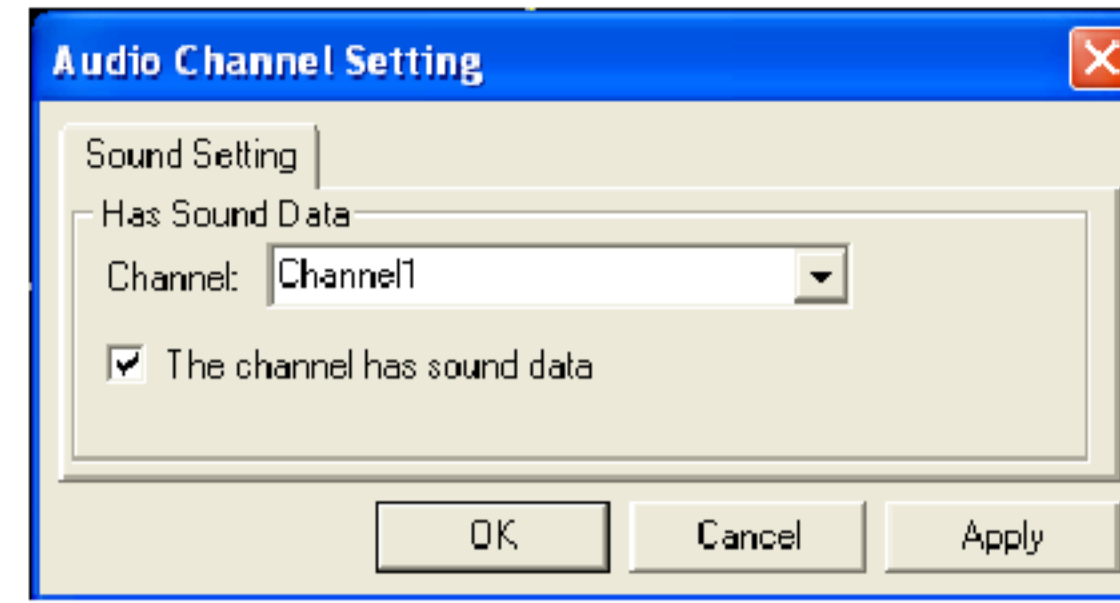 Audio Channel Setting
Sound Setting
Has Sound Data
Channel: Channel1
The channel has sound data
OK Cancel Apply